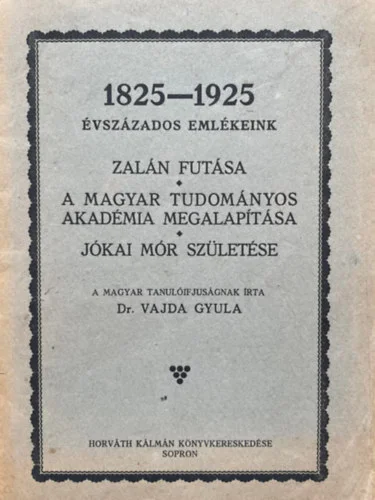 1825—1925
ÉVSZÁZADOS EMLÉKEINK
ZALÁN FUTÁSA
A MAGYAR TUDOMÁNYOS
AKADÉMIA MEGALAPÍTÁSA
JÓKAI MÓR SZÜLETÉSE
A MAGYAR TANULÓIFJUSÁGNAK ÍRTA
Dr. VAJDA GYULA
HORVÁTH KÁLMÁN KÖNYVKERESKEDÉSE
SOPRON